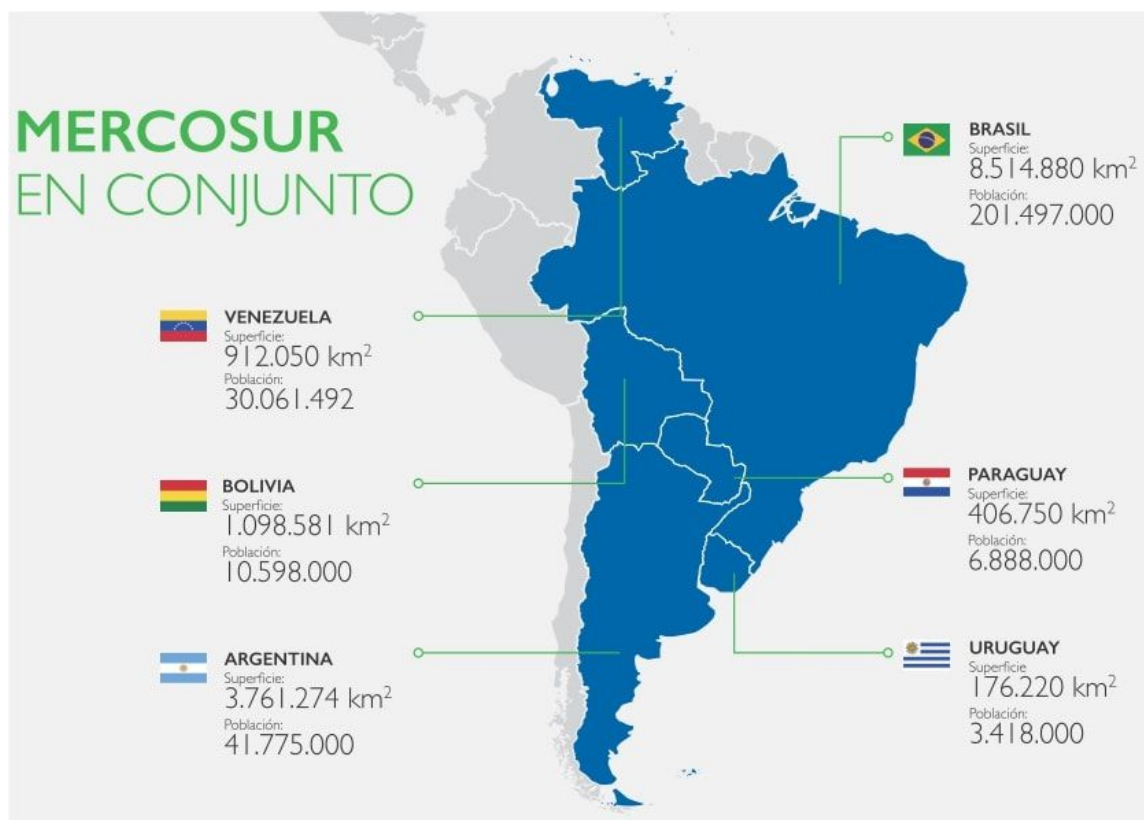 MERCOSUR
EN CONJUNTO
VENEZUELA
Superficie:
912.050 km²
Población:
30.061.492
BOLIVIA
Superficie:
1.098.581 km²
Población:
10.598.000
ARGENTINA
Superficie:
3.761.274 km²
Población:
41.775.000
BRASIL
Superficie:
8.514.880 km²
Población:
201.497.000
PARAGUAY
Superficie:
406.750 km²
Población:
6.888.000
URUGUAY
Superficie
176.220 km²
Población:
3.418.000